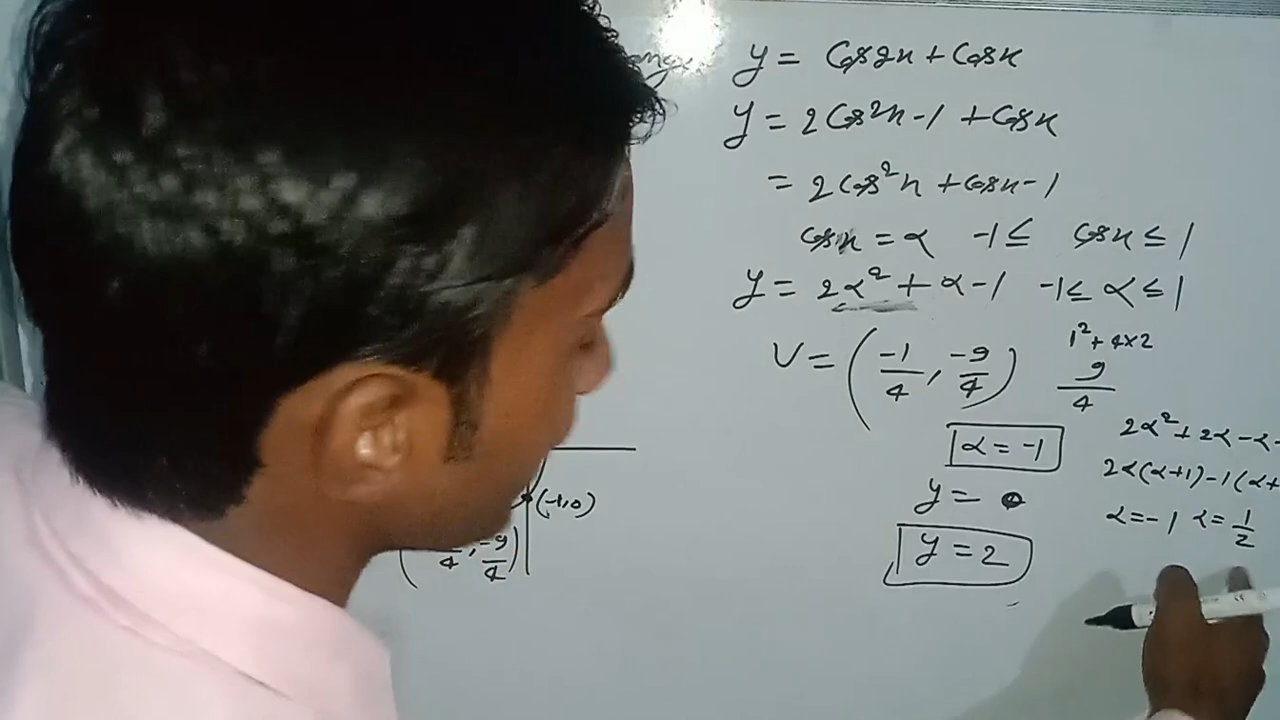 y = Cos2x + Cosx
y = 2Cos²x - 1 + Cosx
= 2cos²x + cosx - 1
cosx = α -1 ≤ cosx ≤ 1
y = 2α² + α - 1 -1 ≤ α ≤ 1
V = (-1/4, -9/4) 1² + 4×2
9/4
α = -1 2α² + 2α - α -
2α(α+1) - 1(α+
y = 0 α = -1 α = 1/2
y = 2
(-1,0)
4, -9/4)